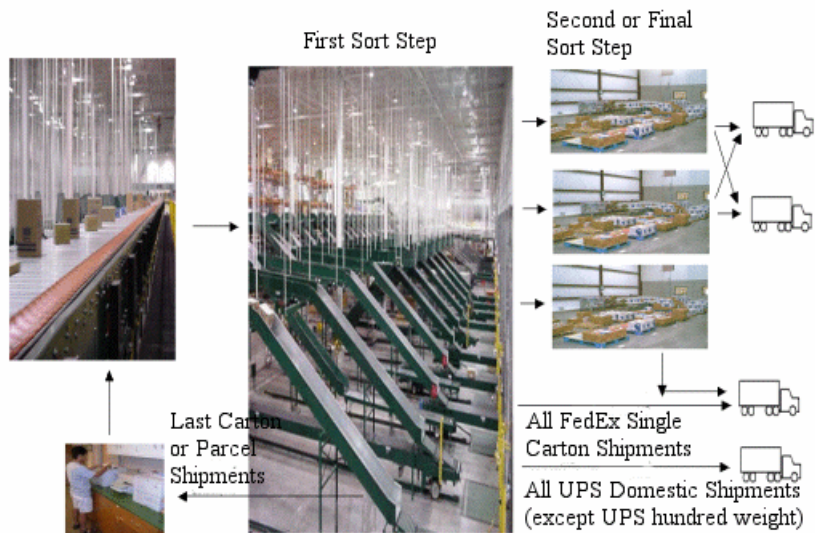 First Sort Step
Second or Final
Sort Step
Last Carton
or Parcel
Shipments
All FedEx Single
Carton Shipments
All UPS Domestic Shipments
(except UPS hundred weight)